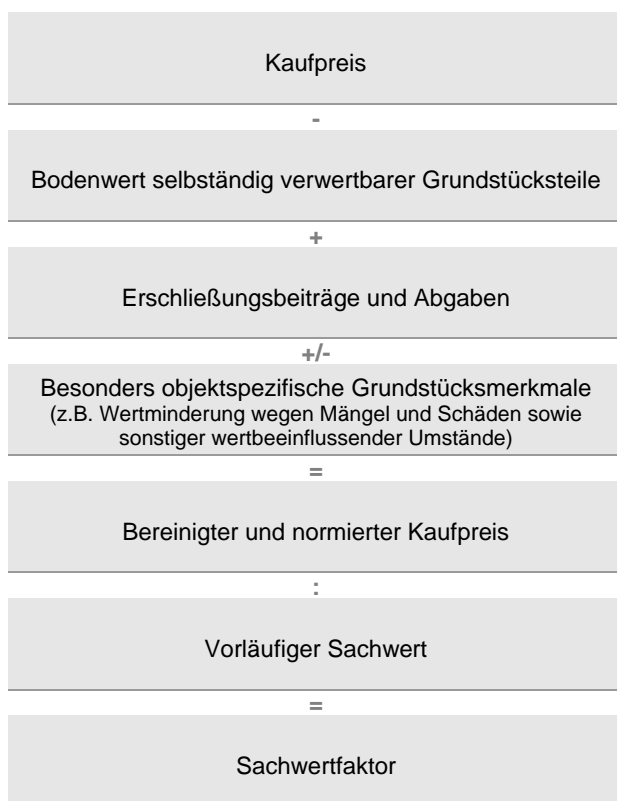 Kaufpreis
-
Bodenwert selbständig verwertbarer Grundstücksteile
+
Erschließungsbeiträge und Abgaben
+/-
Besonders objektspezifische Grundstücksmerkmale
(z.B. Wertminderung wegen Mängel und Schäden sowie
sonstiger wertbeeinflussender Umstände)
=
Bereinigter und normierter Kaufpreis
:
Vorläufiger Sachwert
=
Sachwertfaktor